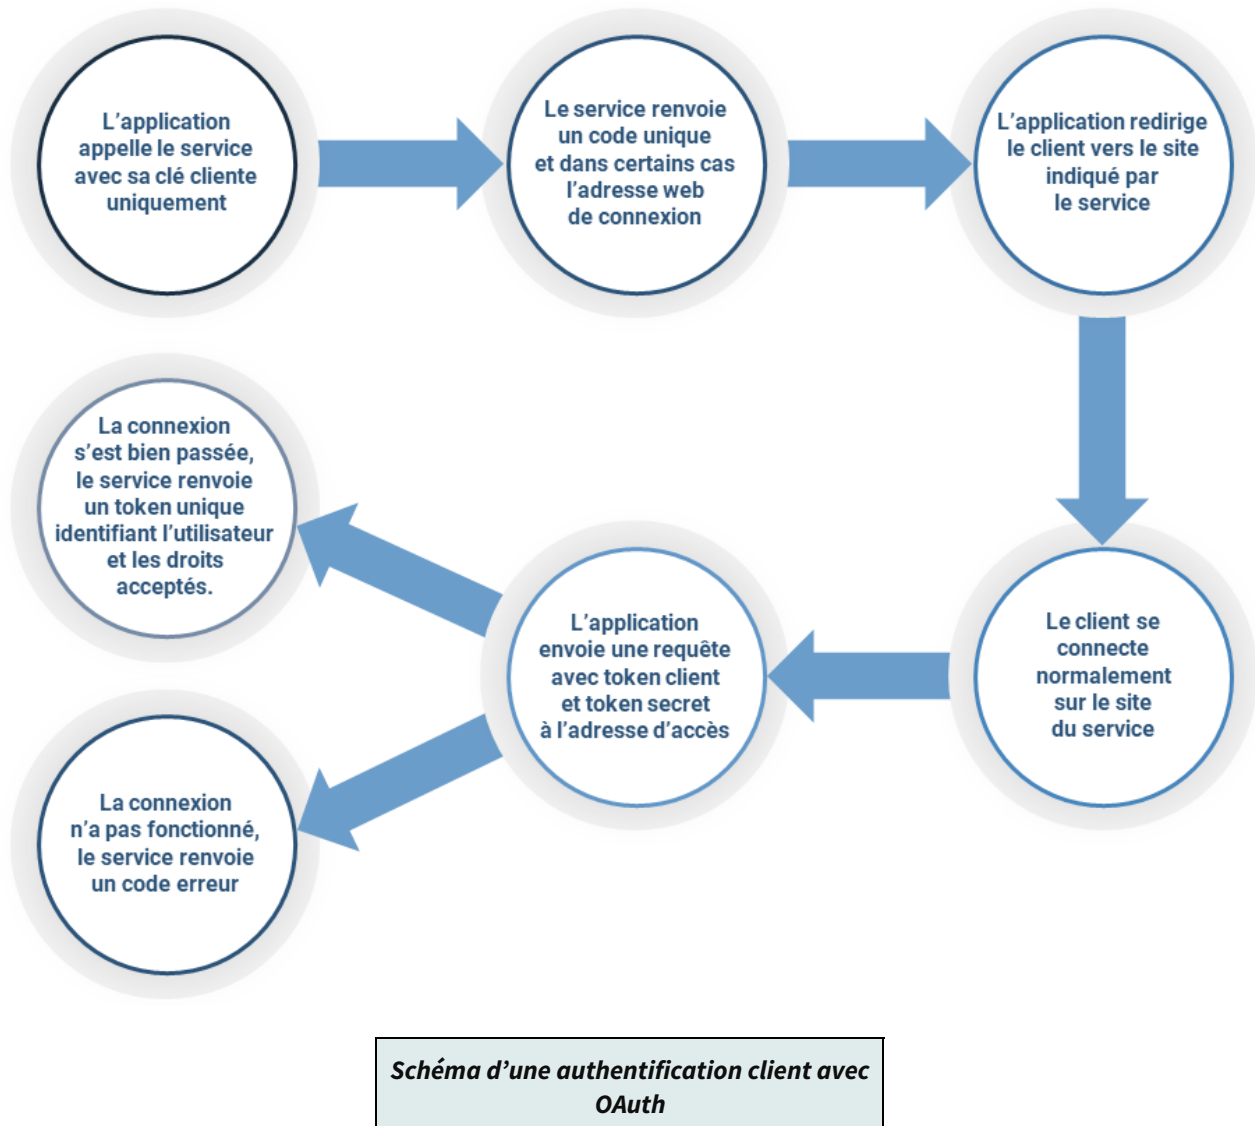 L’application
appelle le service
avec sa clé cliente
uniquement
Le service renvoie
un code unique
et dans certains cas
l’adresse web
de connexion
L’application redirige
le client vers le site
indiqué par
le service
Le client se
connecte
normalement
sur le site
du service
L’application
envoie une requête
avec token client
et token secret
à l’adresse d’accès
La connexion
s’est bien passée,
le service renvoie
un token unique
identifiant l’utilisateur
et les droits
acceptés.
La connexion
n’a pas fonctionné,
le service renvoie
un code erreur
Schéma d’une authentification client avec
OAuth